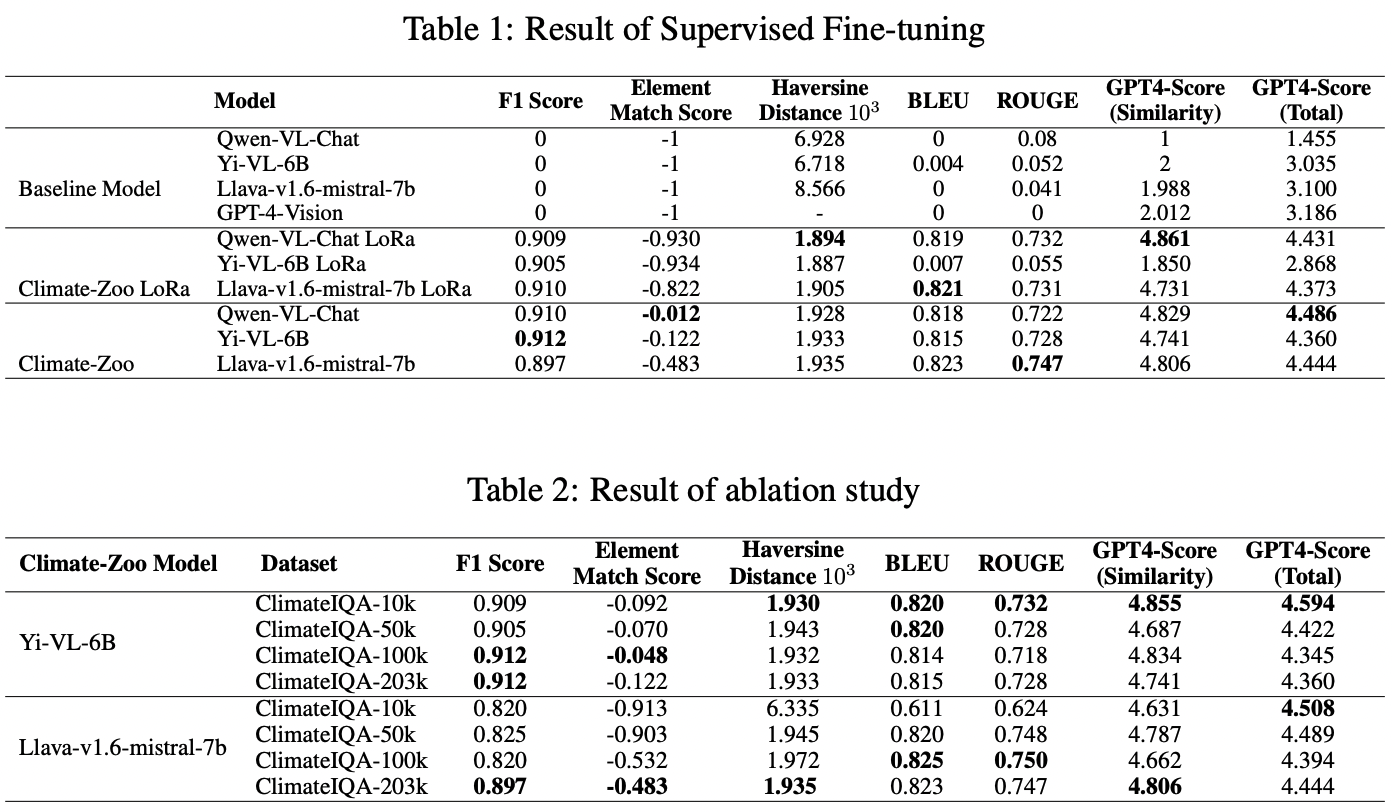 Table 1: Result of Supervised Fine-tuning
Model F1 Score Element Match Score Haversine Distance 10³ BLEU ROUGE GPT4-Score (Similarity) GPT4-Score (Total)
Qwen-VL-Chat 0 -1 6.928 0 0.08 1 1.455
Yi-VL-6B 0 -1 6.718 0.004 0.052 2 3.035
Baseline Model Llava-v1.6-mistral-7b 0 -1 8.566 0 0.041 1.988 3.100
GPT-4-Vision 0 -1 - 0 0 2.012 3.186
Qwen-VL-Chat LoRa 0.909 -0.930 1.894 0.819 0.732 4.861 4.431
Yi-VL-6B LoRa 0.905 -0.934 1.887 0.007 0.055 1.850 2.868
Climate-Zoo LoRa Llava-v1.6-mistral-7b LoRa 0.910 -0.822 1.905 0.821 0.731 4.731 4.373
Qwen-VL-Chat 0.910 -0.012 1.928 0.818 0.722 4.829 4.486
Yi-VL-6B 0.912 -0.122 1.933 0.815 0.728 4.741 4.360
Climate-Zoo Llava-v1.6-mistral-7b 0.897 -0.483 1.935 0.823 0.747 4.806 4.444
Table 2: Result of ablation study
Climate-Zoo Model Dataset F1 Score Element Match Score Haversine Distance 10³ BLEU ROUGE GPT4-Score (Similarity) GPT4-Score (Total)
ClimateIQA-10k 0.909 -0.092 1.930 0.820 0.732 4.855 4.594
ClimateIQA-50k 0.905 -0.070 1.943 0.820 0.728 4.687 4.422
Yi-VL-6B
ClimateIQA-100k 0.912 -0.048 1.932 0.814 0.718 4.834 4.345
ClimateIQA-203k 0.912 -0.122 1.933 0.815 0.728 4.741 4.360
ClimateIQA-10k 0.820 -0.913 6.335 0.611 0.624 4.631 4.508
ClimateIQA-50k 0.825 -0.903 1.945 0.820 0.748 4.787 4.489
Llava-v1.6-mistral-7b
ClimateIQA-100k 0.820 -0.532 1.972 0.825 0.750 4.662 4.394
ClimateIQA-203k 0.897 -0.483 1.935 0.823 0.747 4.806 4.444